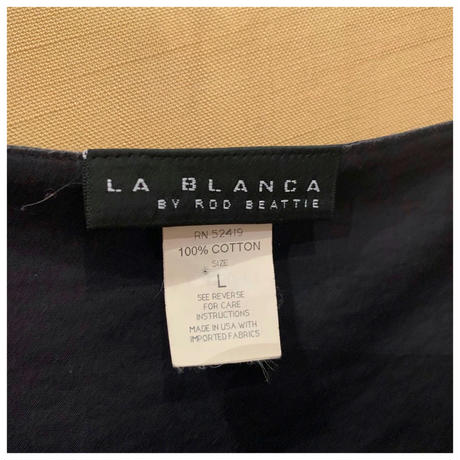 LA BLANCA
BY ROD BEATTIE
RN 52419
100% COTTON
SIZE
L
SEE REVERSE
FOR CARE
INSTRUCTIONS
MADE IN USA WITH
IMPORTED FABRICS